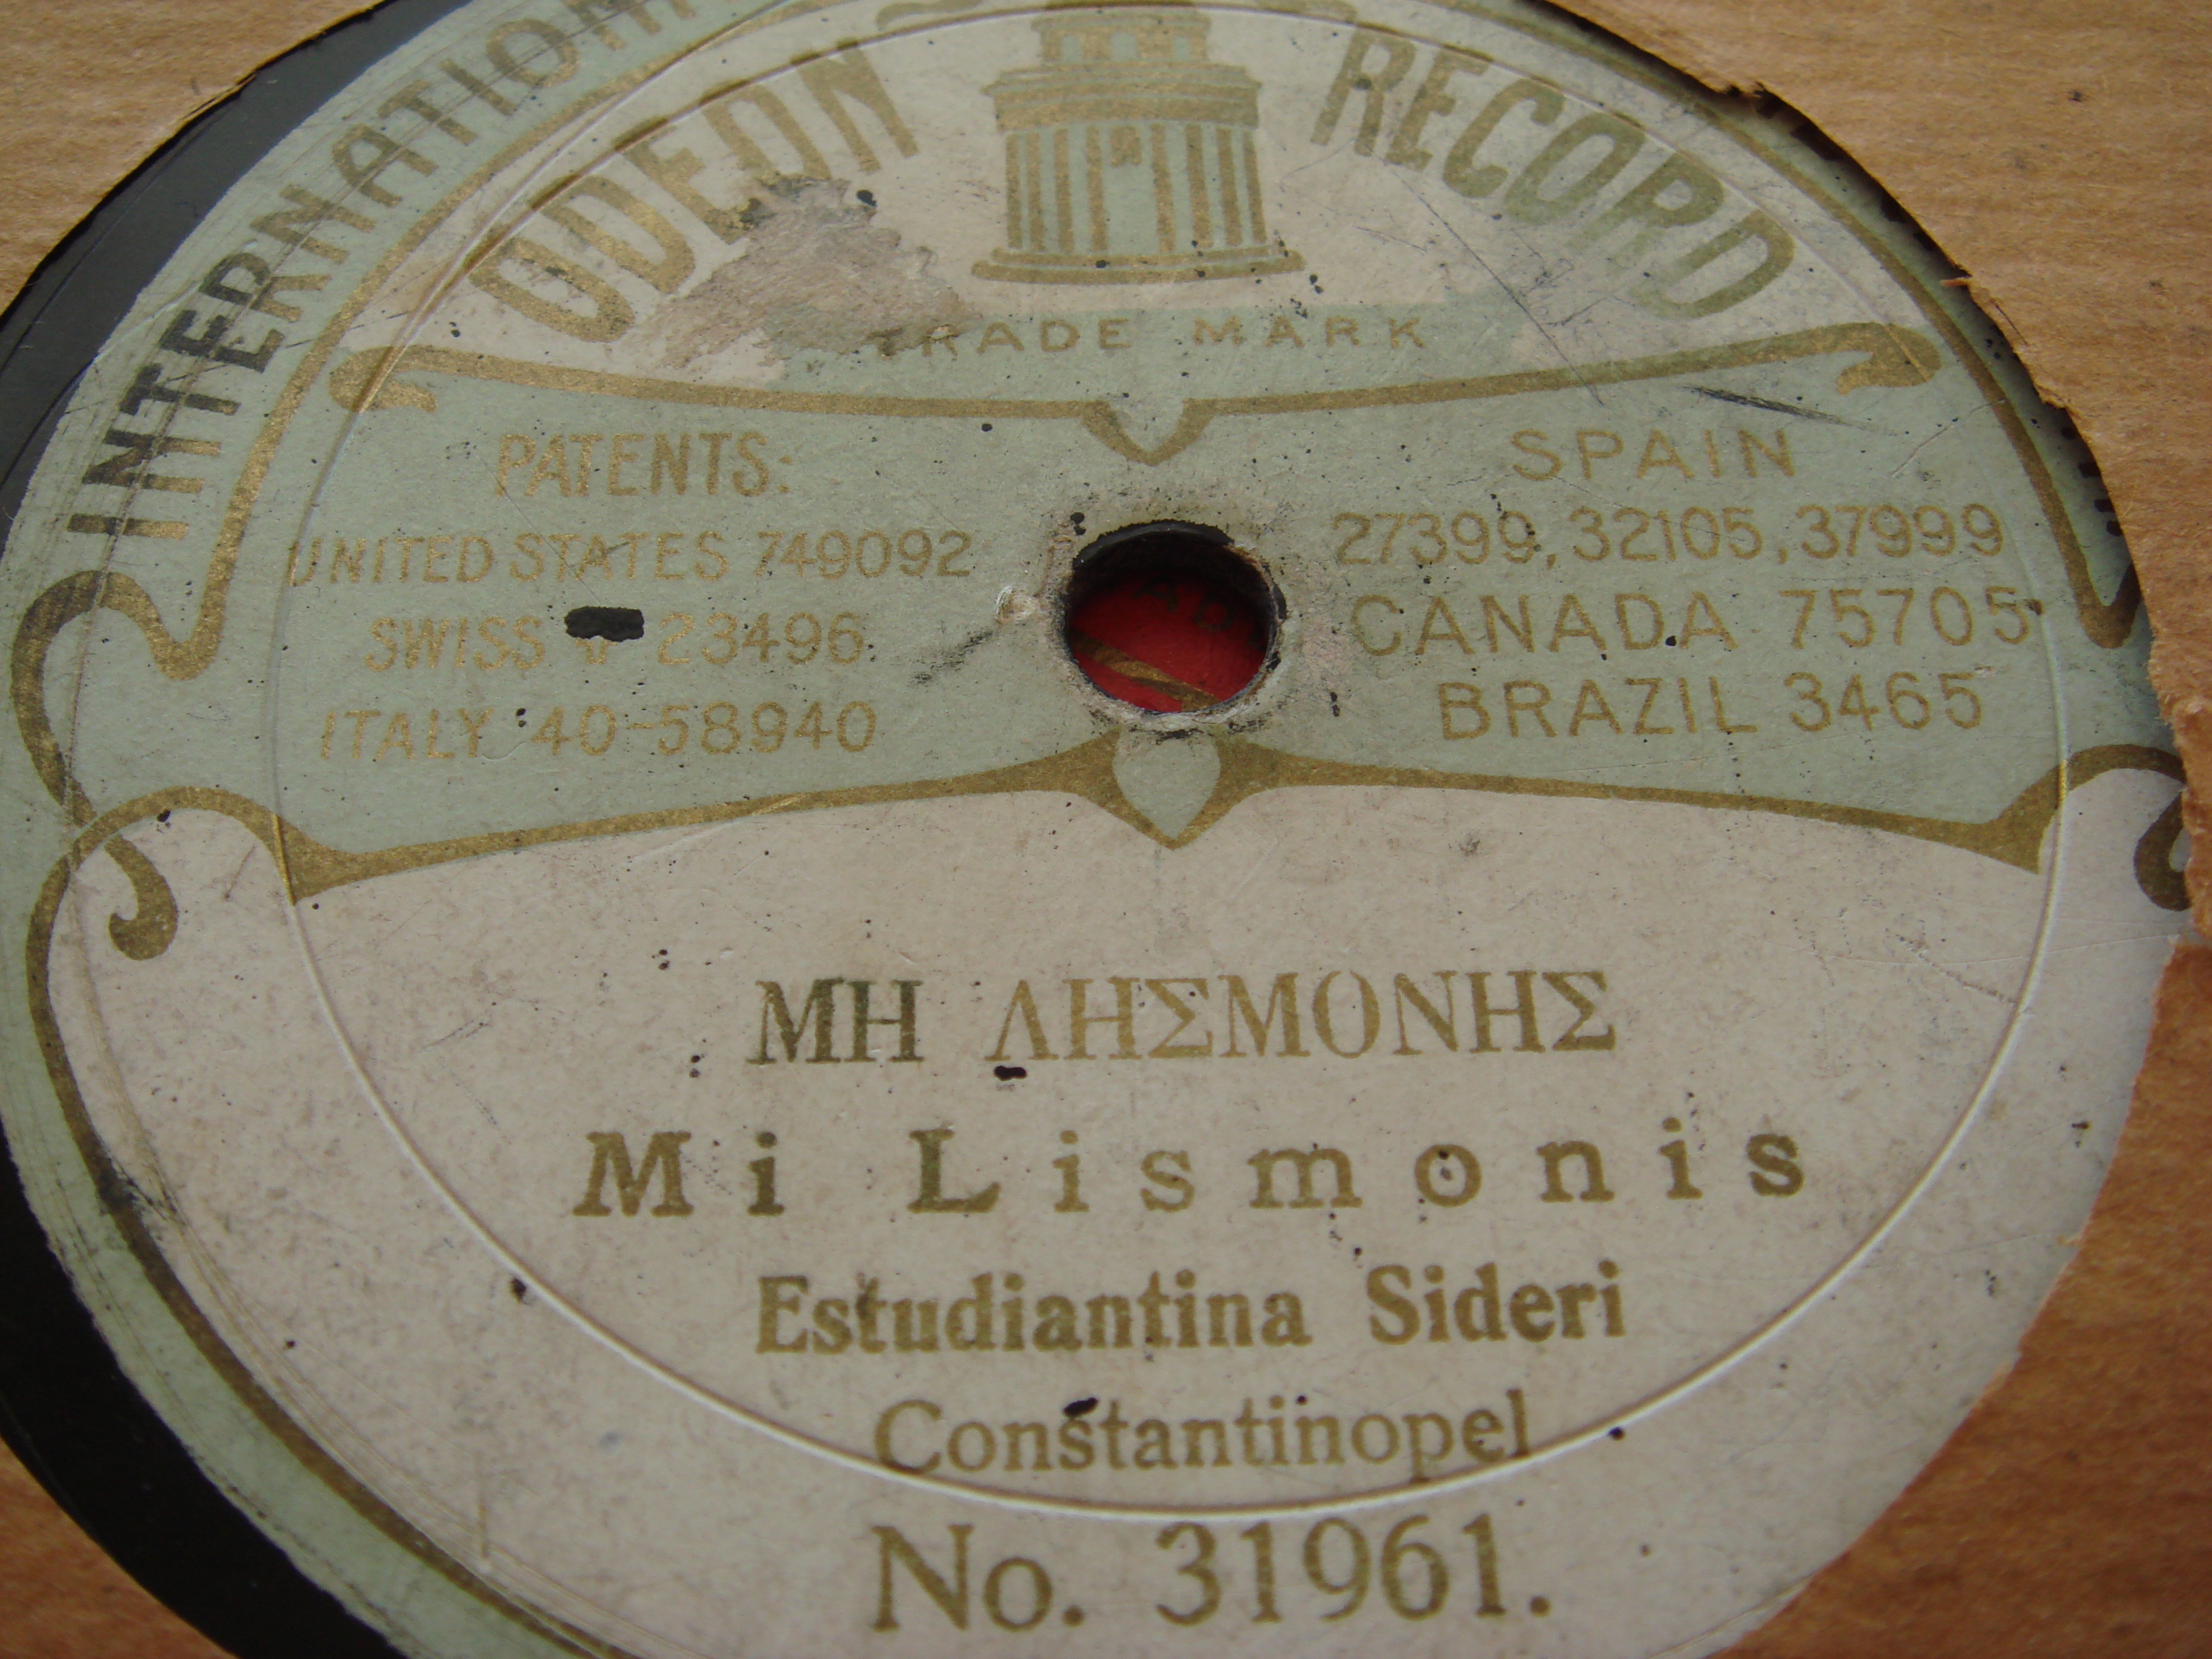 INTERNATION
ODEON RECORD
TRADE MARK
PATENTS:
UNITED STATES 749092
SWISS 23496
ITALY 40-58940
SPAIN
27399, 32105, 37999
CANADA 75705
BRAZIL 3465
ΜΗ ΛΗΣΜΟΝΗΣ
Mi Lismonis
Estudiantina Sideri
Constantinopel
No. 31961.